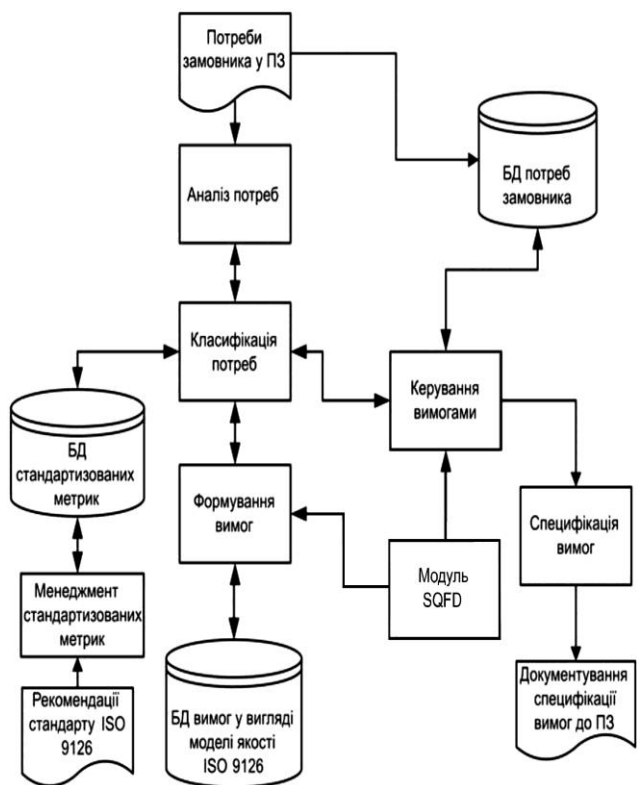 Потреби
замовника у ПЗ
БД потреб
замовника
Аналіз потреб
Класифікація
потреб
Керування
вимогами
БД
стандартизованих
метрик
Формування
вимог
Специфікація
вимог
Модуль
SQFD
Менеджмент
стандартизованих
метрик
Рекомендації
стандарту ISO
9126
БД вимог у вигляді
моделі якості
ISO 9126
Документування
специфікації
вимог до ПЗ